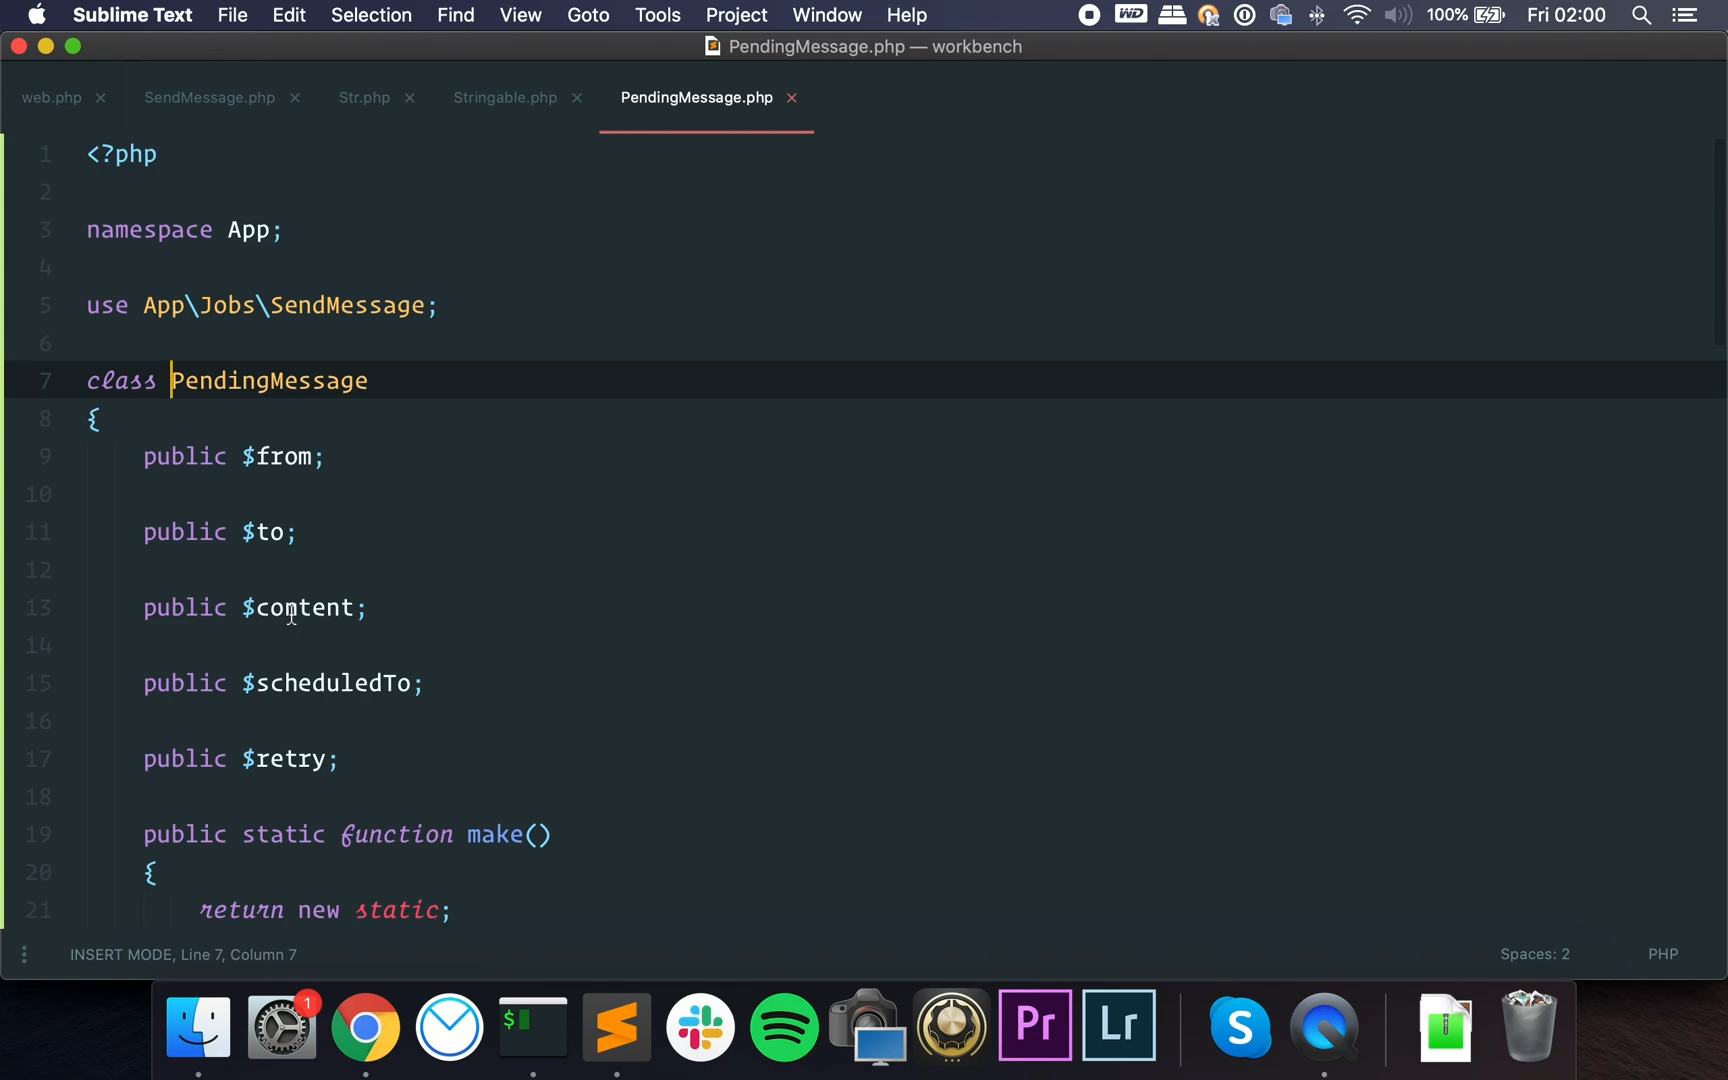 Sublime Text File Edit Selection Find View Goto Tools Project Window Help WD 100% Fri 02:00
PendingMessage.php — workbench
web.php × SendMessage.php × Str.php × Stringable.php × PendingMessage.php ×
1 <?php
2
3 namespace App;
4
5 use App\Jobs\SendMessage;
6
7 class PendingMessage
8 {
9 public $from;
10
11 public $to;
12
13 public $content;
14
15 public $scheduledTo;
16
17 public $retry;
18
19 public static function make()
20 {
21 return new static;
INSERT MODE, Line 7, Column 7 Spaces: 2 PHP
1
$ Pr Lr S